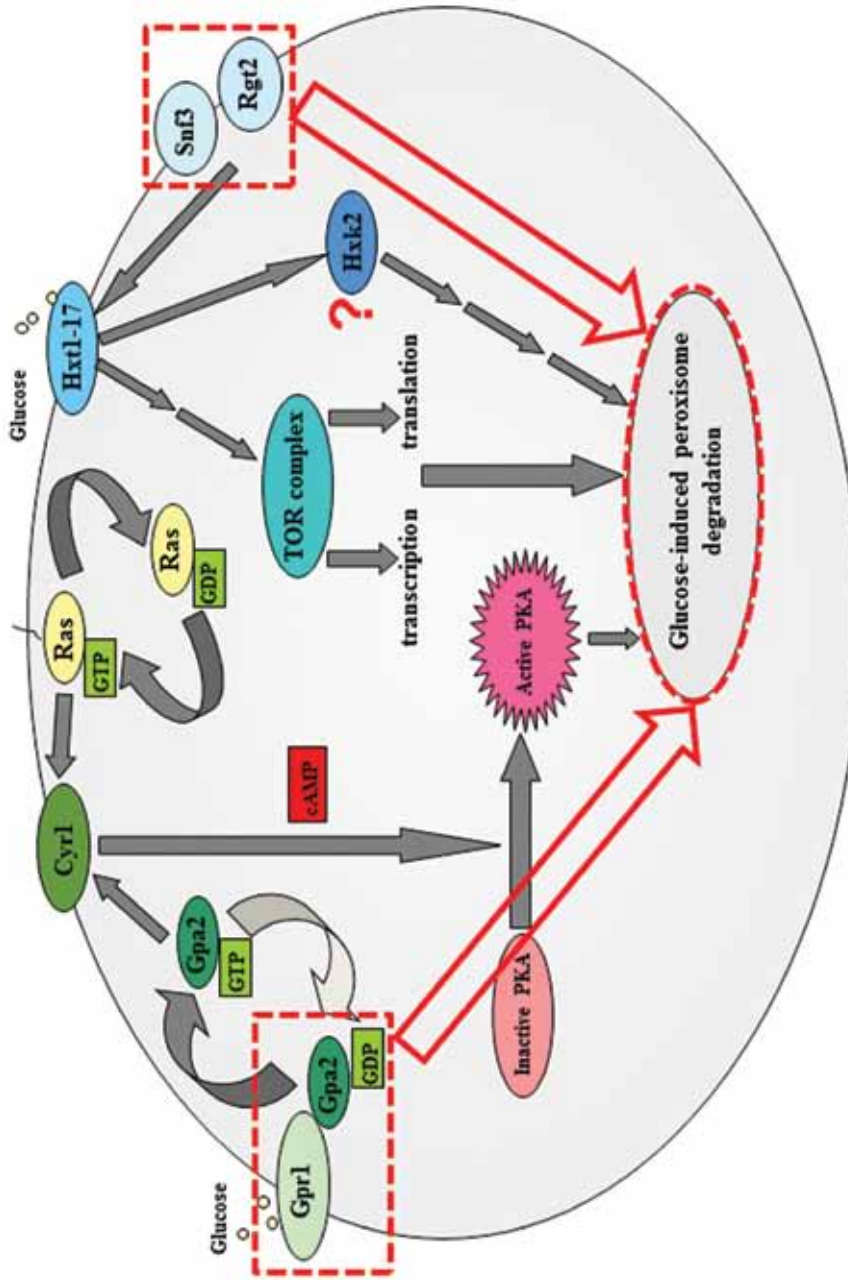 Glucose
Gpr1
Gpa2
GDP
Gpa2
GTP
Cyr1
Ras
GTP
Ras
GDP
Glucose
Hxt1-17
Snf3
Rgt2
cAMP
TOR complex
?
Hxk2
transcription
translation
Inactive PKA
Active PKA
Glucose-induced peroxisome
degradation